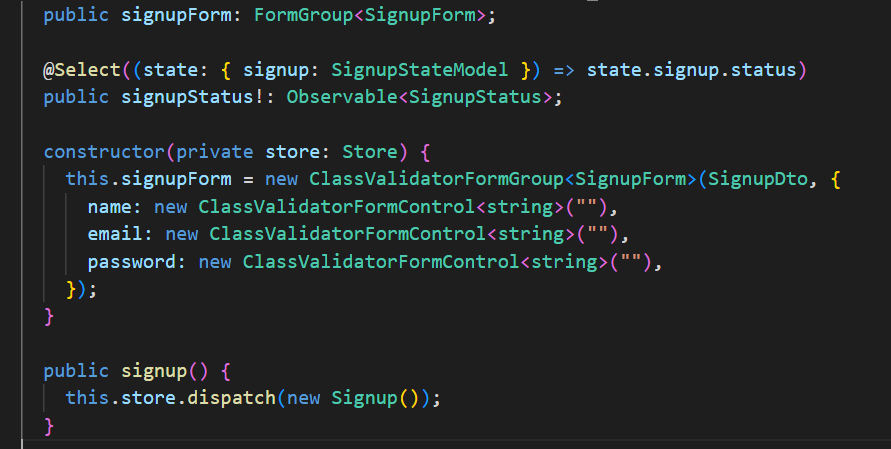 public signupForm: FormGroup<SignupForm>;
@Select((state: { signup: SignupStateModel }) => state.signup.status)
public signupStatus!: Observable<SignupStatus>;
constructor(private store: Store) {
this.signupForm = new ClassValidatorFormGroup<SignupForm>(SignupDto, {
name: new ClassValidatorFormControl<string>(""),
email: new ClassValidatorFormControl<string>(""),
password: new ClassValidatorFormControl<string>(""),
});
}
public signup() {
this.store.dispatch(new Signup());
}